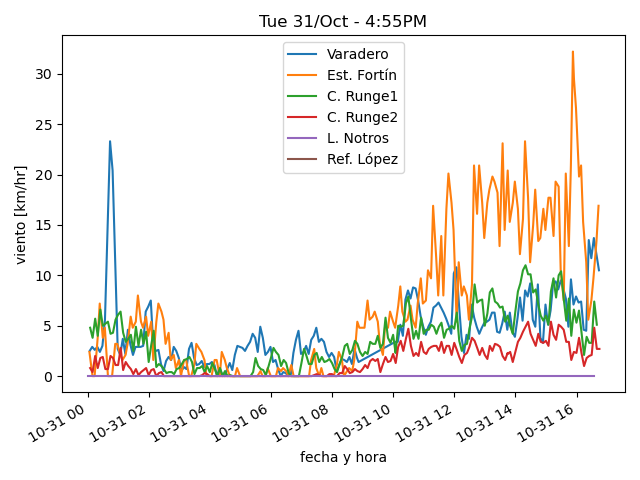 Tue 31/Oct - 4:55PM
Varadero
Est. Fortín
C. Runge1
C. Runge2
L. Notros
Ref. López
viento [km/hr]
30
25
20
15
10
5
0
10-31 00
10-31 02
10-31 04
10-31 06
10-31 08
10-31 10
10-31 12
10-31 14
10-31 16
fecha y hora